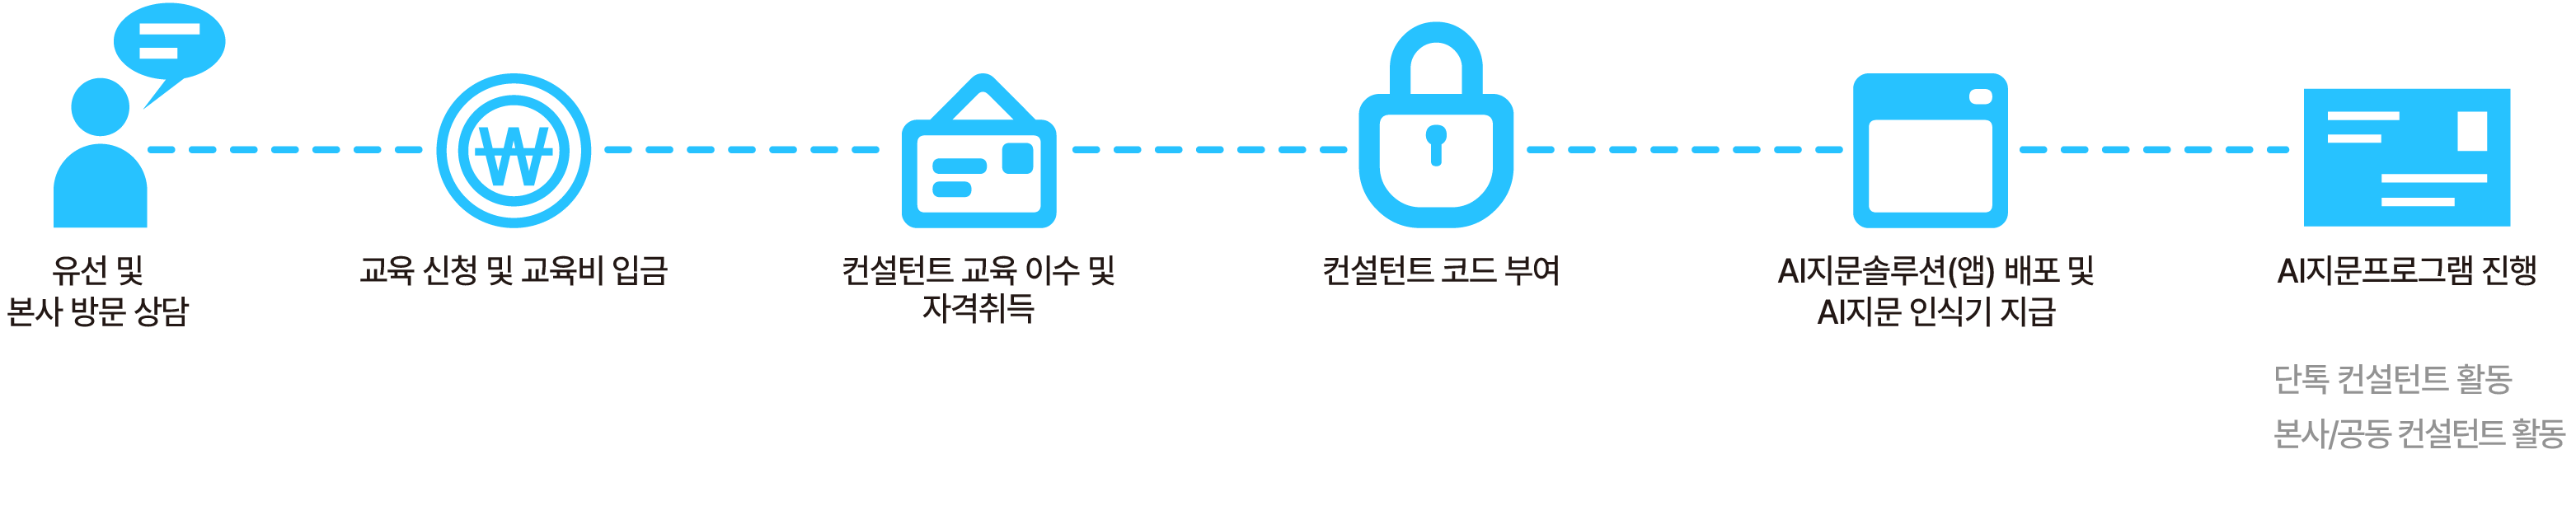 유선 및
본사 방문 상담
교육 신청 및 교육비 입금
컨설턴트 교육 이수 및
자격취득
컨설턴트 코드 부여
AI지문솔루션(앱) 배포 및
AI지문 인식기 지급
AI지문프로그램 진행
단독 컨설턴트 활동
본사/공동 컨설턴트 활동